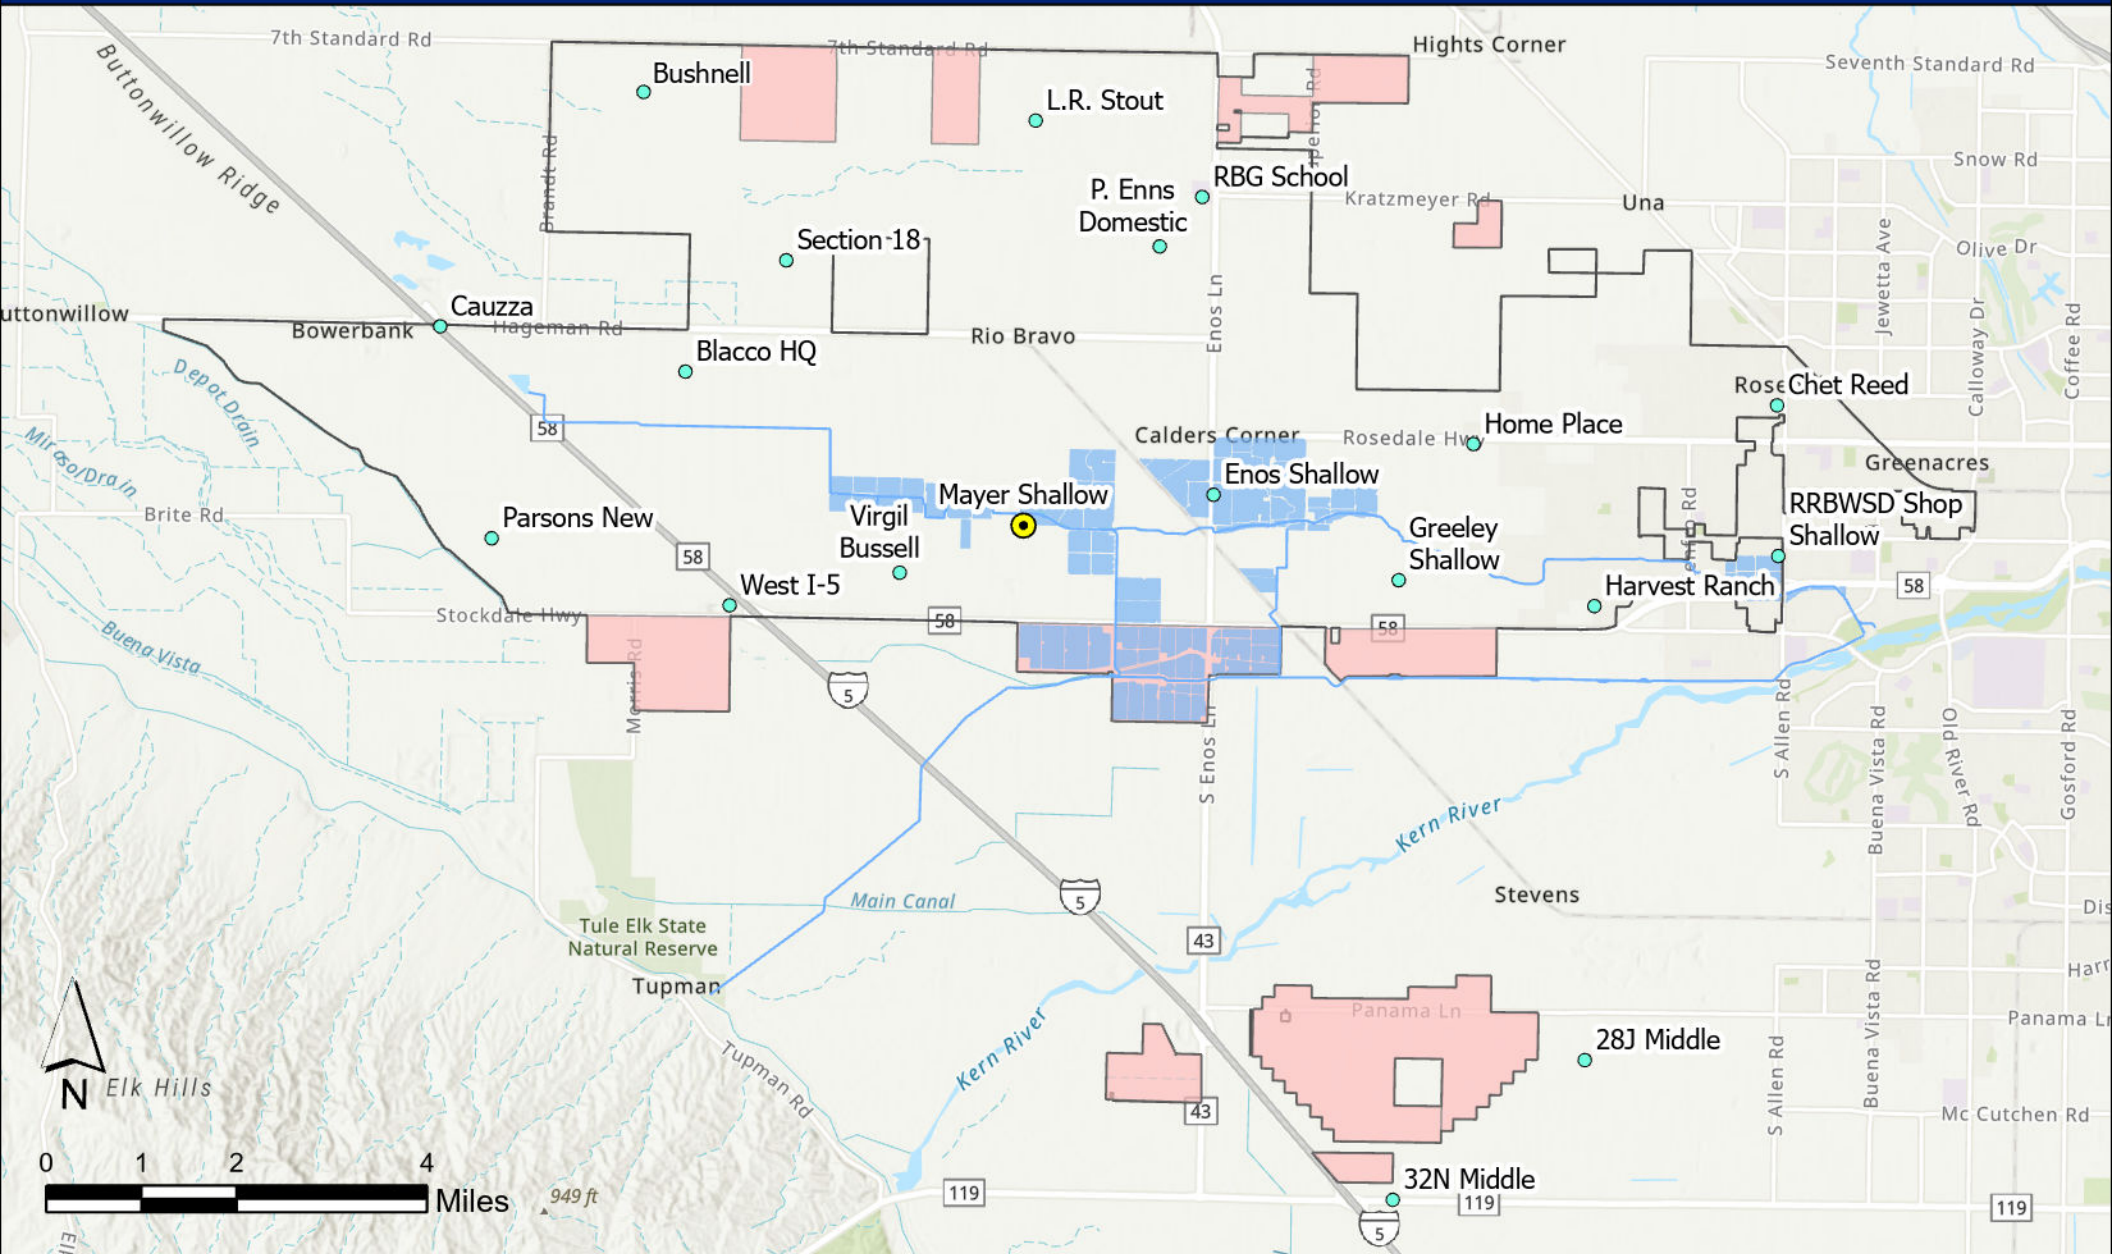 7th Standard Rd
7th Standard Rd
Hights Corner
Seventh Standard Rd
Buttonwillow Ridge
Bushnell
L.R. Stout
Snow Rd
Brandt Rd
RBG School
P. Enns
Domestic
Kratzmeyer Rd
Una
Jewetta Ave
Olive Dr
Section 18
Enos Ln
Calloway Dr
Coffee Rd
uttonwillow
Cauzza
Bowerbank
Hageman Rd
Rio Bravo
Blacco HQ
Depot Drain
Rose
Chet Reed
58
Calders Corner
Rosedale Hwy
Home Place
Greenacres
Enos Shallow
Mayer Shallow
Brite Rd
Parsons New
Virgil
Bussell
Greeley
Shallow
RRBWSD Shop
Shallow
58
West I-5
Harvest Ranch
58
Stockdale Hwy
58
58
Buena Vista
Morris Rd
5
S Enos Ln
S Allen Rd
Buena Vista Rd
Old River Rd
Gosford Rd
Kern River
Main Canal
5
Stevens
Dis
Tule Elk State
Natural Reserve
43
Tupman
Harr
Panama Ln
Panama Ln
Kern River
28J Middle
Tupman Rd
N
Elk Hills
43
S Allen Rd
Buena Vista Rd
Mc Cutchen Rd
0 1 2 4
Miles
949 ft
119
32N Middle
119
119
5